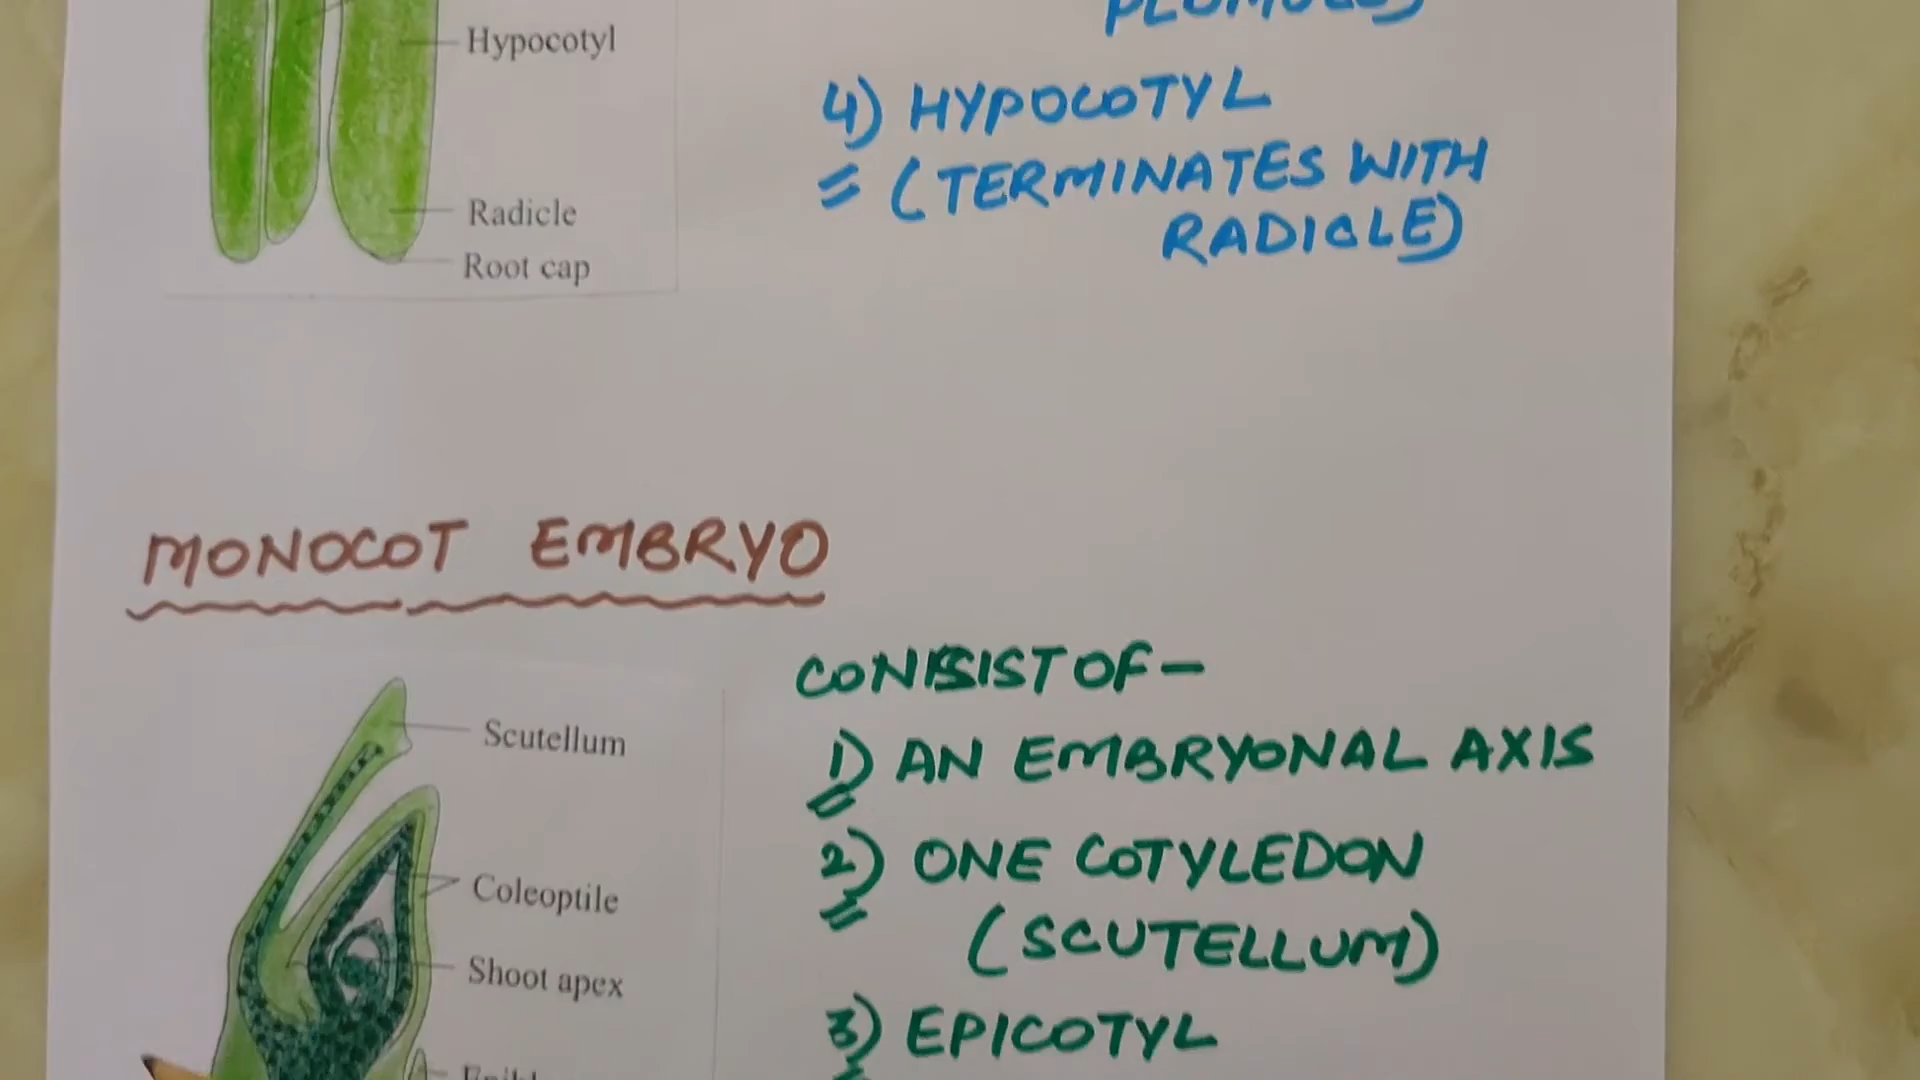 Hypocotyl
Radicle
Root cap
4) HYPOCOTYL
(TERMINATES WITH
RADICLE)
MONOCOT EMBRYO
Scutellum
Coleoptile
Shoot apex
CONSIST OF -
1) AN EMBRYONAL AXIS
2) ONE COTYLEDON
(SCUTELLUM)
3) EPICOTYL